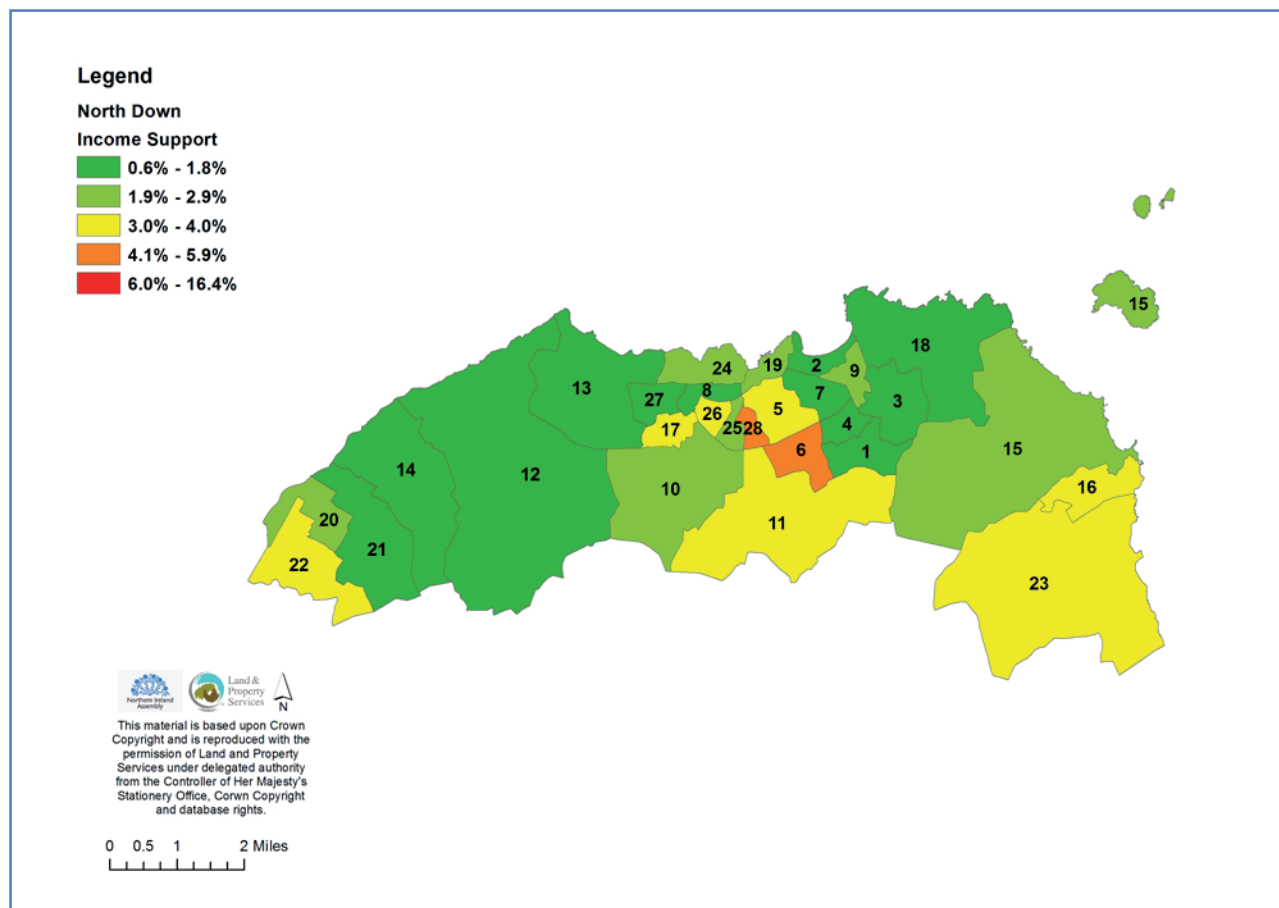 Legend
North Down
Income Support
0.6% - 1.8%
1.9% - 2.9%
3.0% - 4.0%
4.1% - 5.9%
6.0% - 16.4%
15
18
24
19
2
9
13
8
7
27
3
26
5
4
17
25
28
6
1
15
14
12
10
16
11
20
21
22
23
Northern Ireland
Assembly
Land &
Property
Services
N
This material is based upon Crown
Copyright and is reproduced with the
permission of Land and Property
Services under delegated authority
from the Controller of Her Majesty's
Stationery Office, Corwn Copyright
and database rights.
0 0.5 1 2 Miles